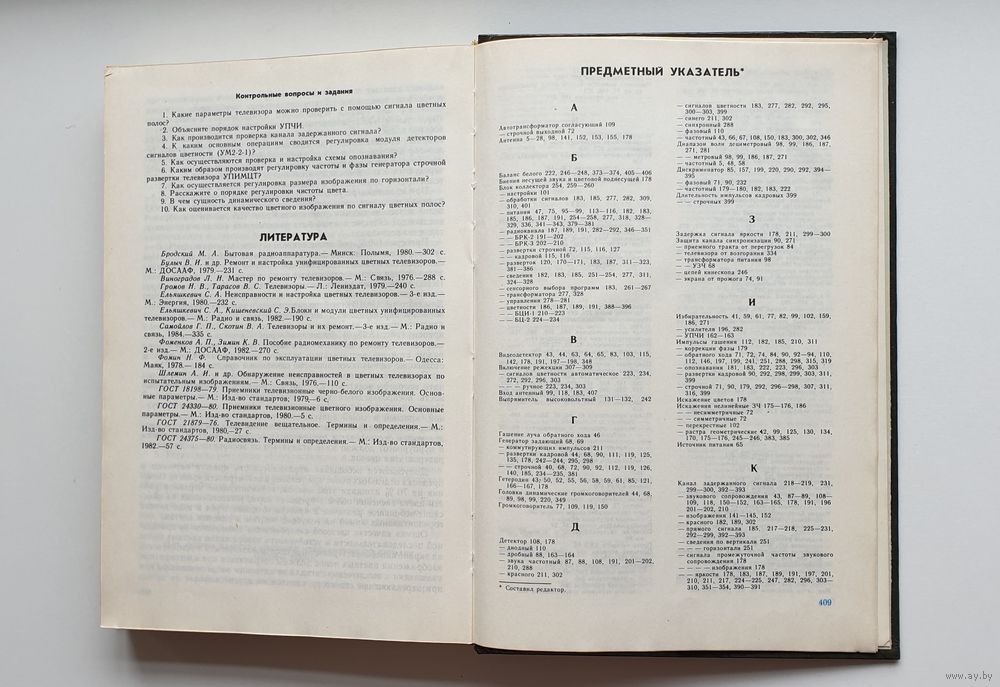 Контрольные вопросы и задания
1. Какие параметры телевизора можно проверить с помощью сигнала цветных
полос?
2. Объясните порядок настройки УПЧИ.
3. Как производится проверка канала задержанного сигнала?
4. К каким основным операциям сводится регулировка модуля детекторов
сигналов цветности (УМ2-2-1)?
5. Как осуществляются проверка и настройка схемы опознавания?
6. Каким образом производят регулировку частоты и фазы генератора строчной
развертки телевизора УПИМЦТ?
7. Как осуществляется регулировка размера изображения по горизонтали?
8. Расскажите о порядке регулировки чистоты цвета.
9. В чем сущность динамического сведения?
10. Как оценивается качество цветного изображения по сигналу цветных полос?
ЛИТЕРАТУРА
Бродский М. А. Бытовая радиоаппаратура.— Минск: Полымя, 1980.—302 с.
Булыч В. И. и др. Ремонт и настройка унифицированных цветных телевизоров.—
М.: ДОСААФ, 1979.—231 с.
Виноградов Л. Н. Мастер по ремонту телевизоров.— М.: Связь, 1976.—288 с.
Громов Н. В., Тарасов В. С. Телевизоры.— Л.: Лениздат, 1979.—240 с.
Ельяшкевич С. А. Неисправности и настройка цветных телевизоров.— 3-е изд.—
М.: Энергия, 1980.—232 с.
Ельяшкевич С. А., Кишеневский С. Э. Блоки и модули цветных унифицированных
телевизоров.— М.: Радио и связь, 1982.—190 с.
Самойлов Г. П., Скотин В. А. Телевизоры и их ремонт.—3-е изд.— М.: Радио и
связь, 1984.—335 с.
Фоменков А. П., Зимин К. В. Пособие радиомеханику по ремонту телевизоров.—
2-е изд.— М.: ДОСААФ, 1982.—270 с.
Фомин Н. Ф. Справочник по эксплуатации цветных телевизоров.— Одесса:
Маяк, 1978.— 184 с.
Шлемин А. И. и др. Обнаружение неисправностей в цветных телевизорах по
испытательным изображениям.— М.: Связь, 1976.—110 с.
ГОСТ 18198—79. Приемники телевизионные черно-белого изображения. Основ-
ные параметры.— М.: Изд-во стандартов, 1979,—6 с.
ГОСТ 24330—80. Приемники телевизионные цветного изображения. Основные
параметры.— М.: Изд-во стандартов, 1980.—5 с.
ГОСТ 21879—76. Телевидение вещательное. Термины и определения.— М.:
Изд-во стандартов, 1980,—27 с.
ГОСТ 24375—80. Радиосвязь. Термины и определения.— М.: Изд-во стандартов,
1982.—57 с.
ПРЕДМЕТНЫЙ УКАЗАТЕЛЬ*
А
Автотрансформатор согласующий 109
— строчной выходной 72
Антенна 5—28, 98, 141, 152, 153, 155, 178
Б
Баланс белого 222, 246—248, 373—374, 405—406
Биения несущей звука и цветовой поднесущей 178
Блок коллектора 254, 259—260
— настройки 101
— обработки сигналов 183, 185, 277, 282, 309,
310, 401
— питания 47, 75, 95—99, 113—116, 182, 183,
185, 186, 187, 191, 254—258, 277, 318, 328—
329, 336, 341—343, 379—381
— радиоканала 187, 189, 191, 282—292, 346—351
— — БРК-2 191—202
— — БРК-3 202—210
— развертки строчной 72, 115, 116, 127
— — кадровой 115, 116
— разверток 120, 170—171, 183, 187, 311—323,
381—386
— сведения 182, 183, 185, 251—254, 277, 311,
324—328
— сенсорного выбора программ 183, 261—267
— трансформатора 277, 328
— управления 278—281
— цветности 186, 187, 189, 191, 388—396
— — БЦИ-1 210—223
— — БЦ-2 224—234
В
Видеодетектор 43, 44, 63, 64, 65, 83, 103, 115,
142, 178, 191, 197—198, 348
Включение режекции 307—309
— сигналов цветности автоматическое 223, 234,
272, 292, 296, 303
— — — ручное 223, 234, 303
Вход антенный 99, 118, 183, 407
Выпрямитель высоковольтный 131—132, 242
Г
Гашение луча обратного хода 46
Генератор задающий 68, 69
— коммутирующих импульсов 211
— развертки кадровой 44, 68, 90, 111, 119, 125,
135, 178, 242—244, 295, 298
— — строчной 40, 68, 72, 90, 92, 112, 119, 126,
140, 185, 234—235, 381
Гетеродин 43, 50, 52, 55, 56, 58, 59, 61, 85, 121,
166—167, 178
Головки динамические громкоговорителей 44, 68,
89, 98, 99, 220, 349
Громкоговоритель 77, 109, 119, 150
Д
Детектор 108, 178
— диодный 110
— дробный 88, 163—164
— звука частотный 87, 88, 108, 191, 201—202,
210, 288
— красного 211, 302
* Составил редактор.
— сигналов цветности 183, 277, 282, 292, 295,
300—303, 399
— синего 211, 302
— синхронный 288
— фазовый 110
— частотный 43, 66, 67, 108, 150, 183, 300, 302, 346
Диапазон волн дециметровый 98, 99, 186, 187,
271, 281
— метровый 98, 99, 186, 187, 271
— частотный 5, 48, 58
Дискриминатор 85, 157, 199, 220, 290, 292, 394—
395
— фазовый 71, 90, 232
— частотный 179—180, 182, 183, 222
Длительность импульсов кадровых 399
— — строчных 399
З
Задержка сигнала яркости 178, 211, 299—300
Защита канала синхронизации 90, 271
— приемного тракта от перегрузок 84
— телевизора от возгорания 334
— трансформатора питания 98
— — УЗЧ 68
— цепей кинескопа 246
— экрана от прожога 74, 91
И
Избирательность 41, 59, 61, 77, 82, 99, 102, 159,
186, 271
— усилителя 196, 282
— УПЧИ 162—163
Импульсы гашения 112, 182, 185, 210, 311
— коррекции фазы 179
— обратного хода 71, 72, 74, 84, 90, 92—94, 110,
112, 146, 197, 199, 241, 251, 288, 298, 315, 319
— опознавания 181, 183, 222, 223, 296, 303
— развертки кадровой 90, 292, 298, 299, 303, 311,
399
— строчной 71, 90, 179, 292, 296—298, 307, 311,
316, 399
Искажение цветов 178
Искажения нелинейные ЗЧ 175—176, 186
— — несимметричные 72
— — симметричные 72
— перекрестные 102
— растра геометрические 42, 99, 125, 130, 134,
170, 175—176, 245—246, 383, 385
Источник питания 65
К
Канал задержанного сигнала 218—219, 231,
299—300, 392—393
— звукового сопровождения 43, 87—89, 108—
109, 118, 150—152, 163—165, 178, 191, 196
201—202, 210
— изображения 141—145, 152
— красного 182, 189, 302
— прямого сигнала 185, 217—218, 225—231,
292—299, 392—393
— сведения по вертикали 251
— — — горизонтали 251
— сигналов промежуточной частоты звукового
сопровождения 178
— — — — изображения 178
— — яркости 178, 183, 187, 189, 191, 197, 201,
210, 211, 217, 224—225, 247, 282, 296, 303—
310, 351—354, 390—391
409
www.ay.by